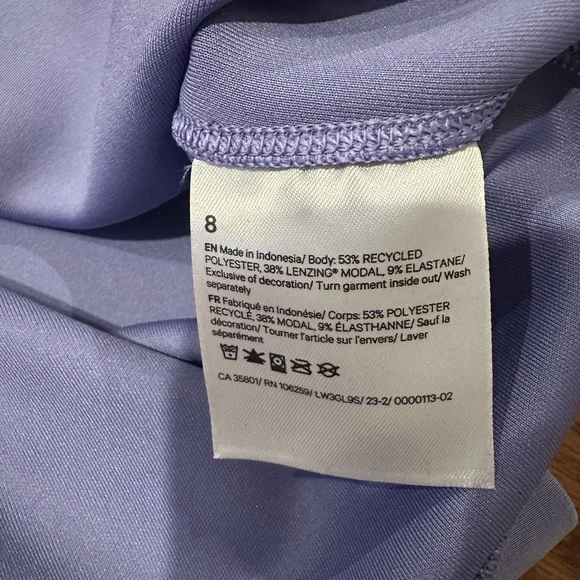 8
EN Made in Indonesia/ Body: 53% RECYCLED
POLYESTER, 38% LENZING® MODAL, 9% ELASTANE/
Exclusive of decoration/ Turn garment inside out/ Wash
separately
FR Fabriqué en Indonésie/ Corps: 53% POLYESTER
RECYCLÉ, 38% MODAL, 9% ÉLASTHANNE/ Sauf la
décoration/ Tourner l'article sur l'envers/ Laver
séparément
CA 35801/ RN 106259/ LW3GL9S/ 23-2/ 0000113-02